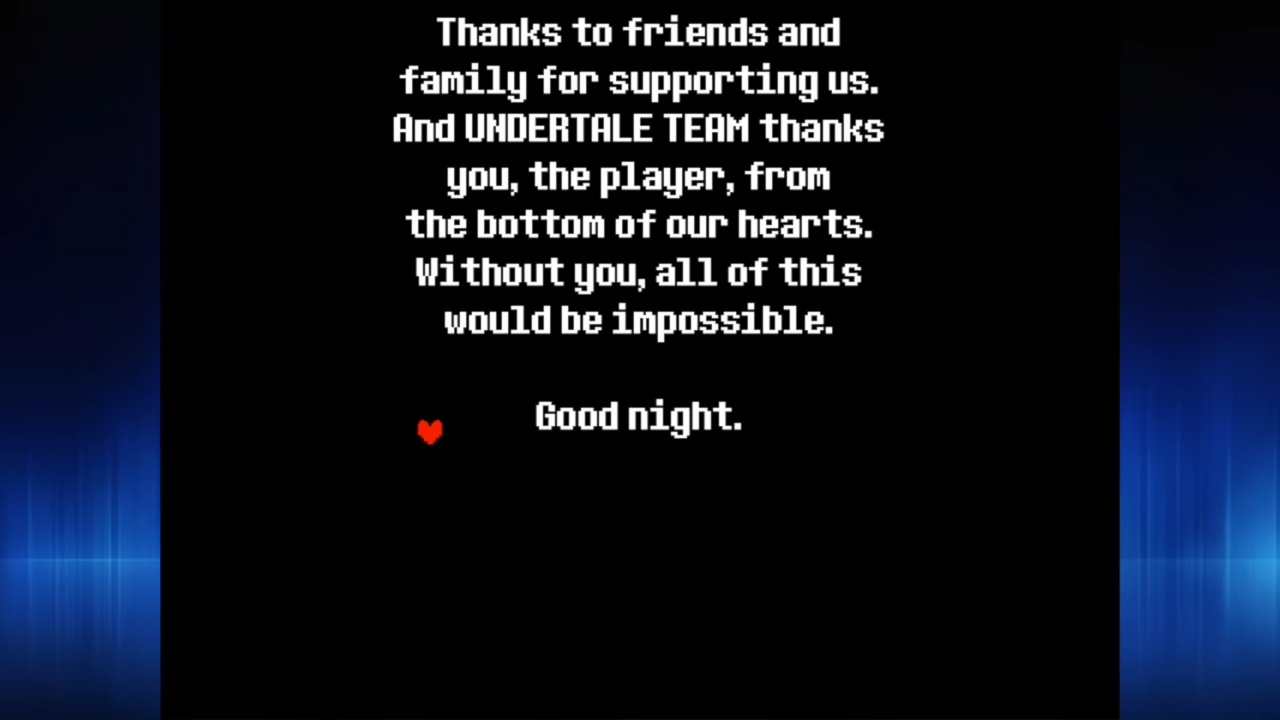 Thanks to friends and
family for supporting us.
And UNDERTALE TEAM thanks
you, the player, from
the bottom of our hearts.
Without you, all of this
would be impossible.
Good night.